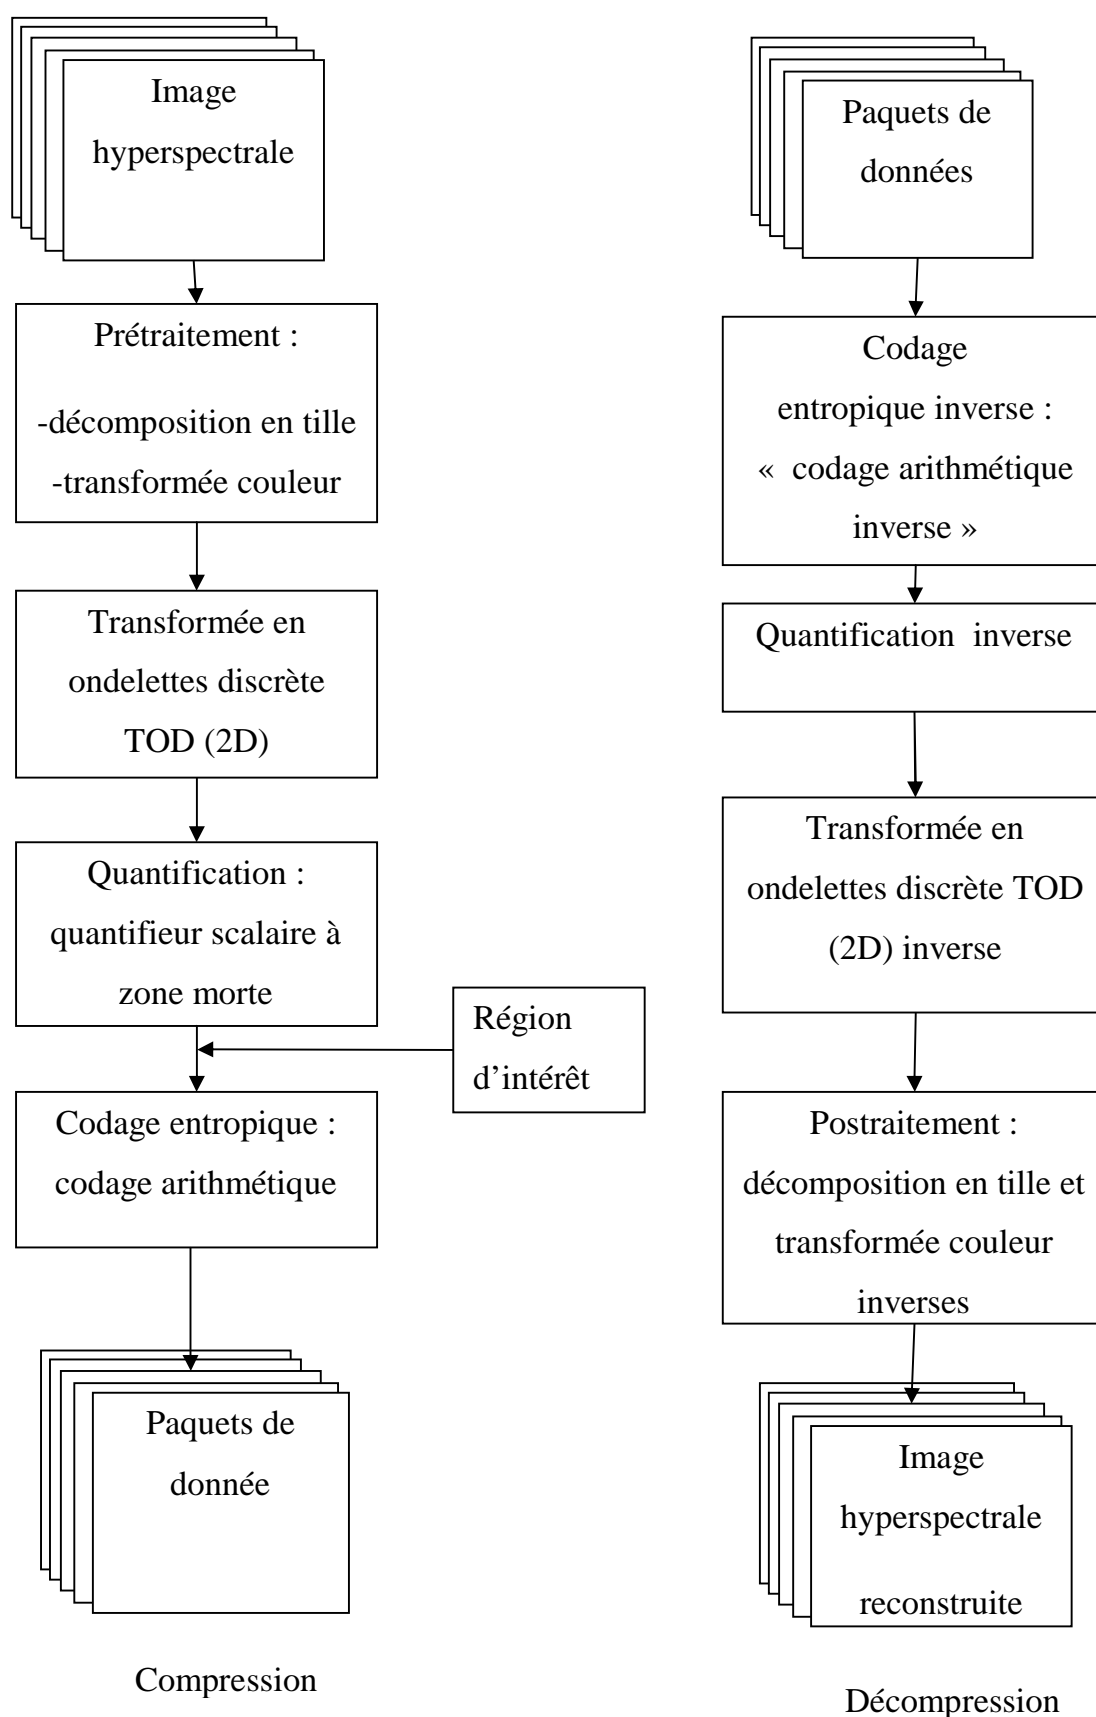 Image
hyperspectrale
Prétraitement :
-décomposition en tille
-transformée couleur
Transformée en
ondelettes discrète
TOD (2D)
Quantification :
quantifieur scalaire à
zone morte
Région
d’intérêt
Codage entropique :
codage arithmétique
Paquets de
donnée
Compression
Paquets de
données
Codage
entropique inverse :
«  codage arithmétique
inverse »
Quantification  inverse
Transformée en
ondelettes discrète TOD
(2D) inverse
Postraitement :
décomposition en tille et
transformée couleur
inverses
Image
hyperspectrale
reconstruite
Décompression